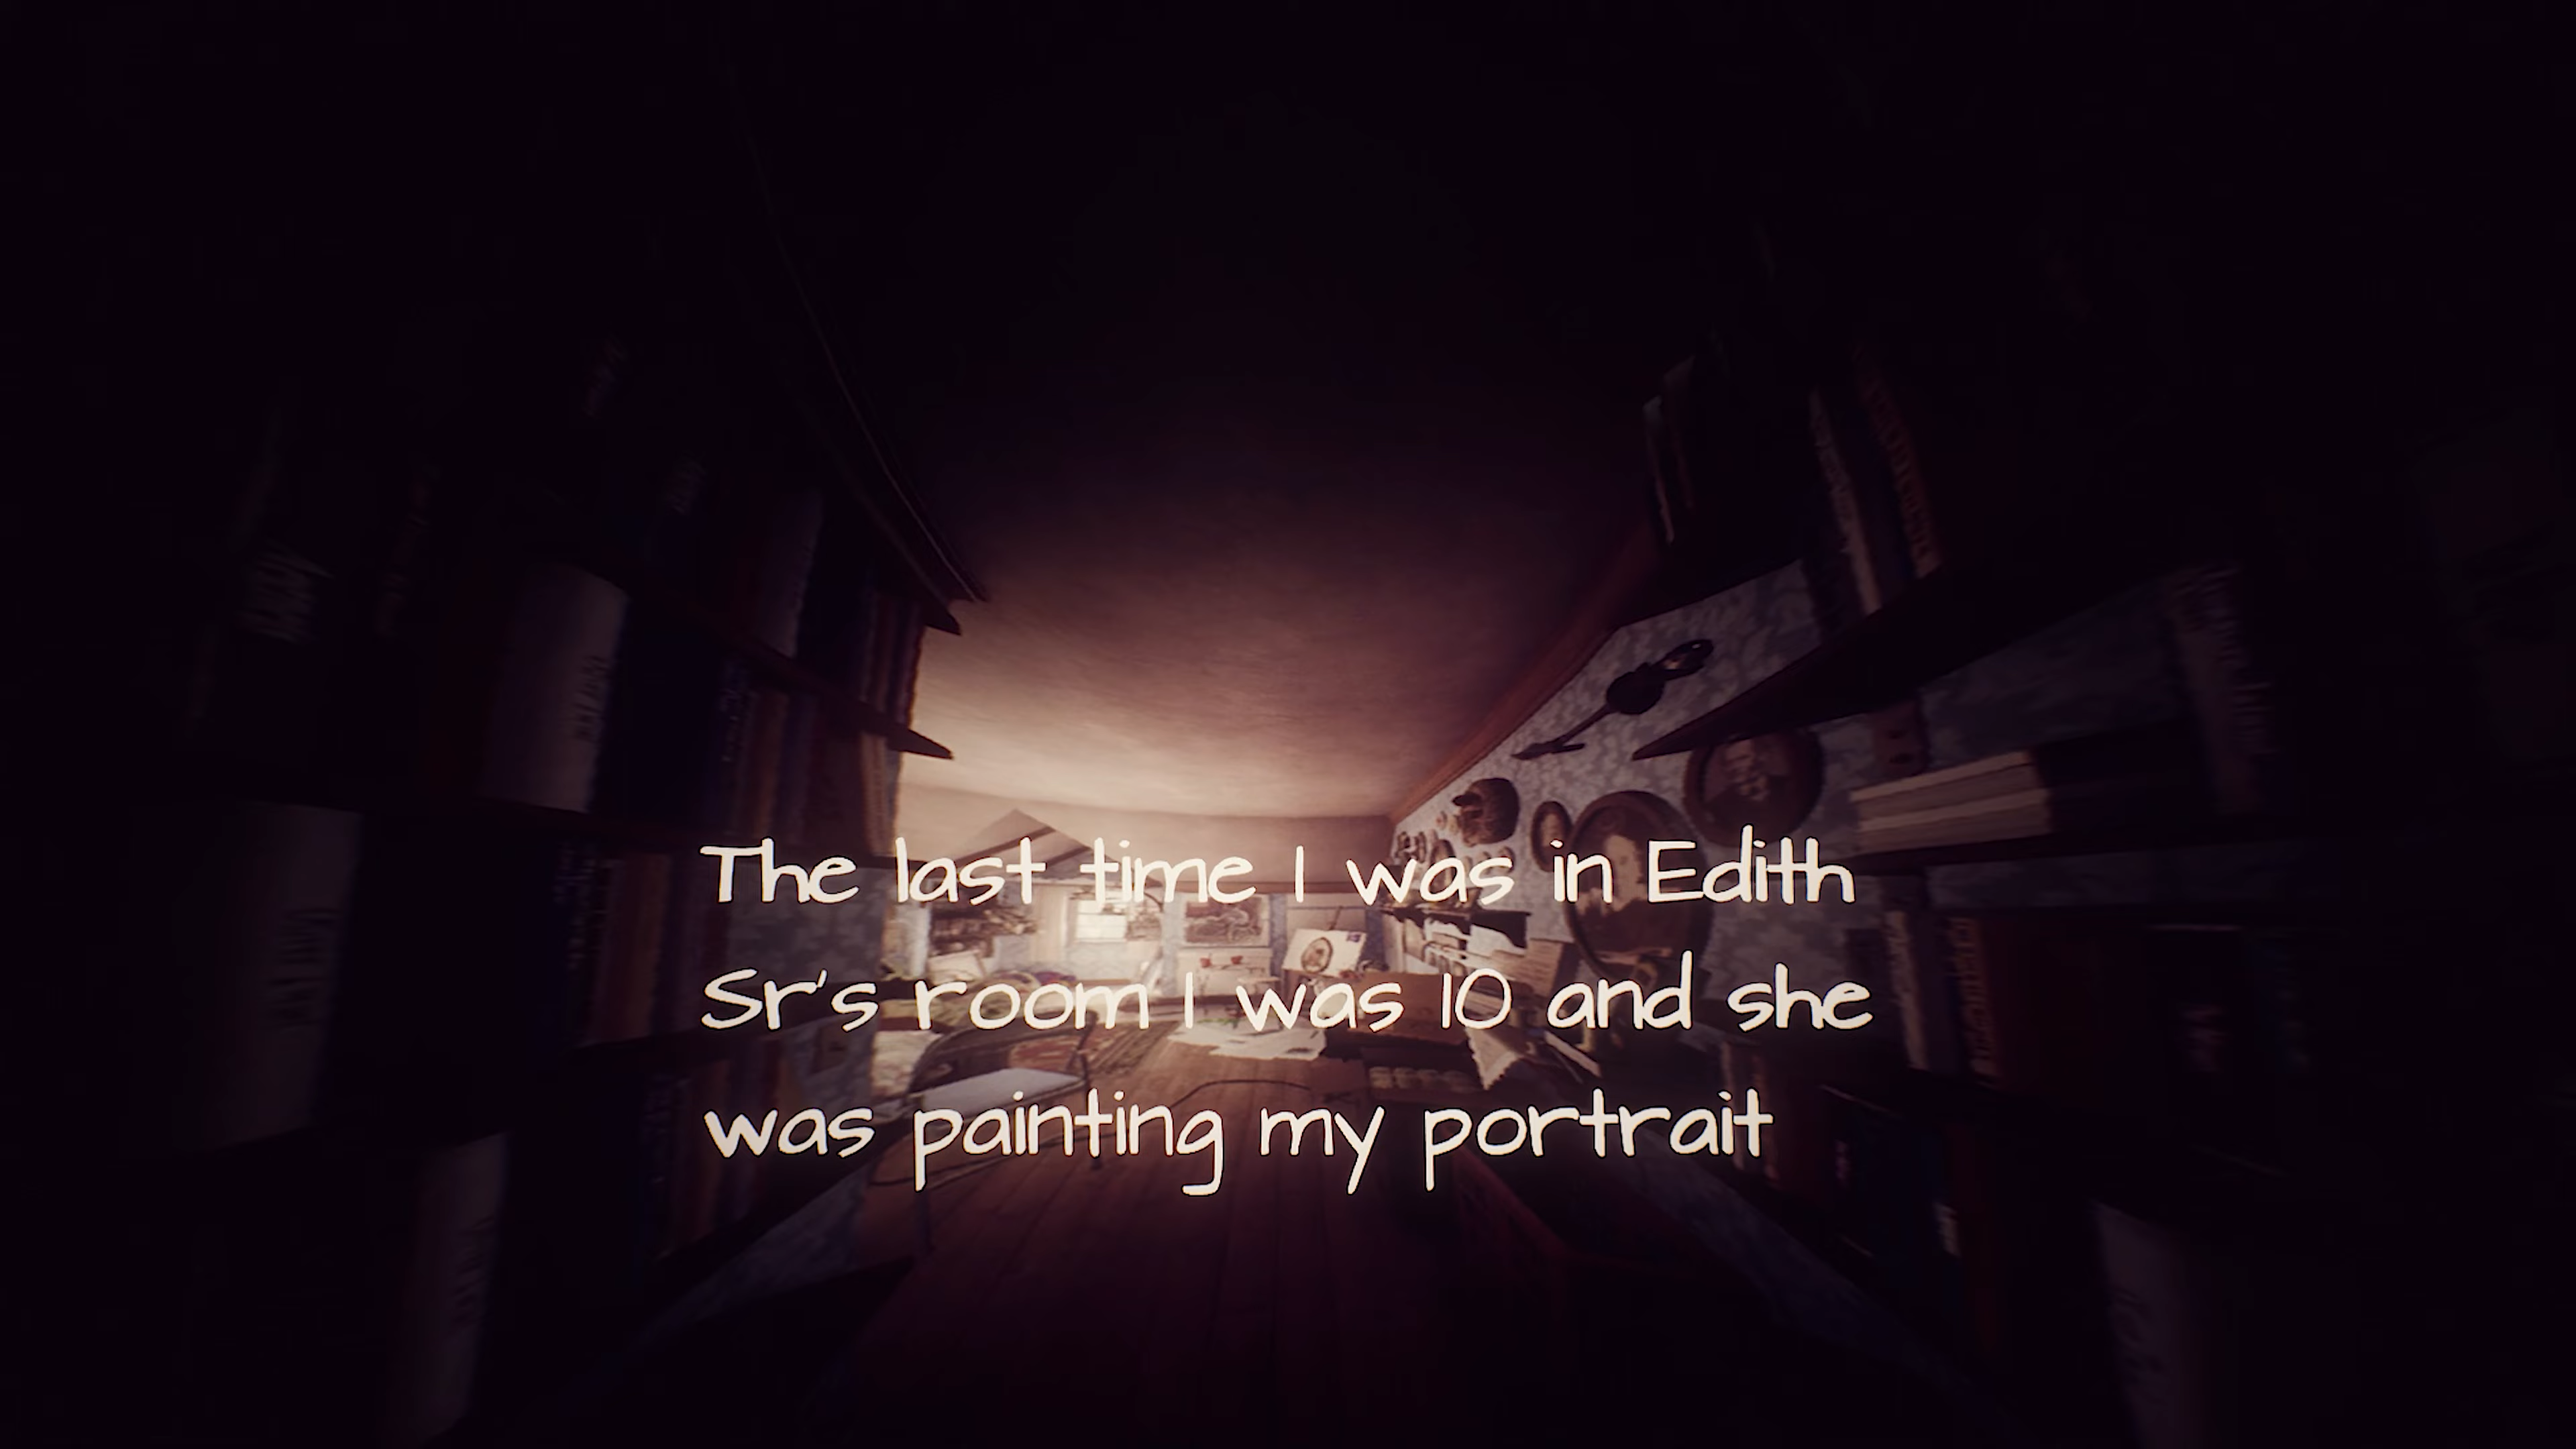 The last time I was in Edith
Sr's room I was 10 and she
was painting my portrait